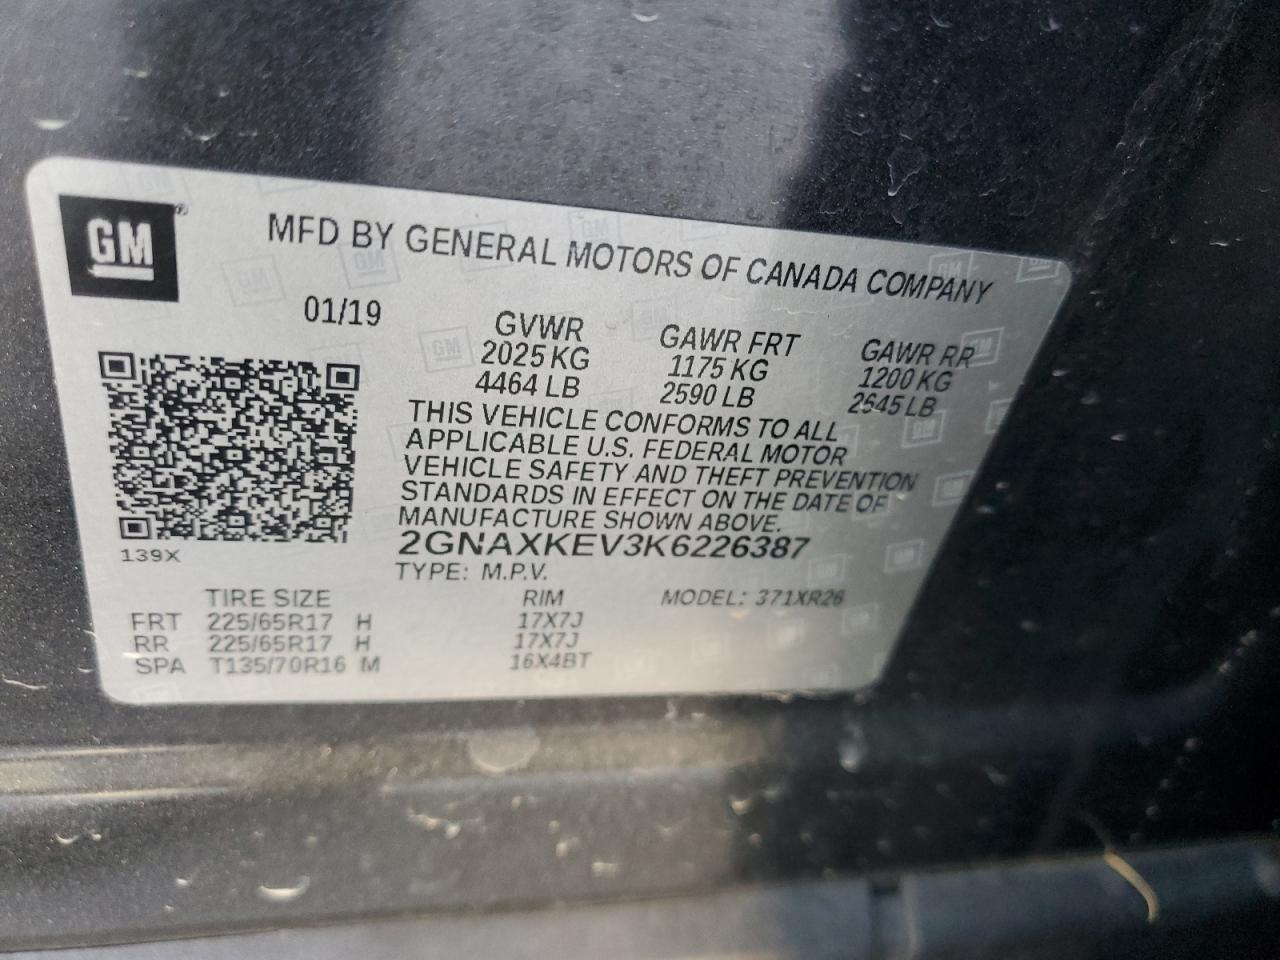 GM®
MFD BY GENERAL MOTORS OF CANADA COMPANY
01/19
GVWR GAWR FRT GAWR RR
2025 KG 1175 KG 1200 KG
4464 LB 2590 LB 2645 LB
THIS VEHICLE CONFORMS TO ALL
APPLICABLE U.S. FEDERAL MOTOR
VEHICLE SAFETY AND THEFT PREVENTION
STANDARDS IN EFFECT ON THE DATE OF
MANUFACTURE SHOWN ABOVE.
2GNAXKEV3K6226387
139X
TYPE: M.P.V.
TIRE SIZE RIM MODEL: 371XR26
FRT 225/65R17 H 17X7J
RR 225/65R17 H 17X7J
SPA T135/70R16 M 16X4BT